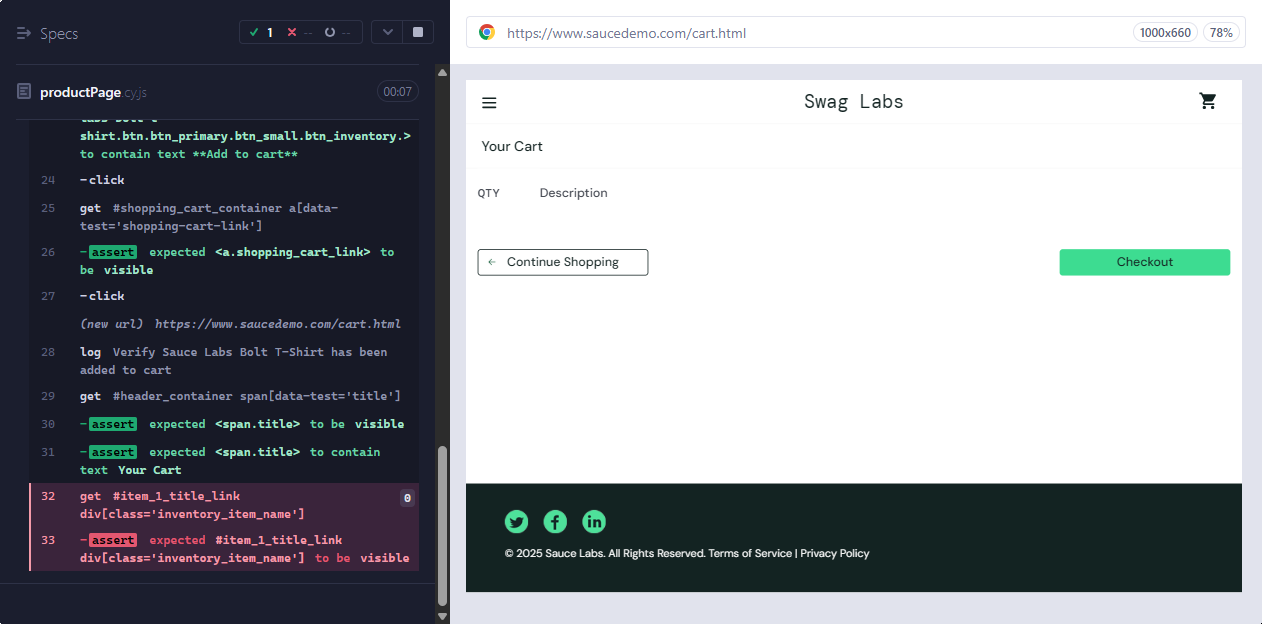 Specs
1
--
--
https://www.saucedemo.com/cart.html
1000x660
78%
productPage.cy.js
00:07
shirt.btn.btn_primary.btn_small.btn_inventory.>
to contain text **Add to cart**
24 -click
25 get #shopping_cart_container a[data-
test='shopping-cart-link']
26 -assert expected <a.shopping_cart_link> to
be visible
27 -click
(new url) https://www.saucedemo.com/cart.html
28 log Verify Sauce Labs Bolt T-Shirt has been
added to cart
29 get #header_container span[data-test='title']
30 -assert expected <span.title> to be visible
31 -assert expected <span.title> to contain
text Your Cart
32 get #item_1_title_link 0
div[class='inventory_item_name']
33 -assert expected #item_1_title_link
div[class='inventory_item_name'] to be visible
Swag Labs
Your Cart
QTY Description
Continue Shopping
Checkout
© 2025 Sauce Labs. All Rights Reserved. Terms of Service | Privacy Policy